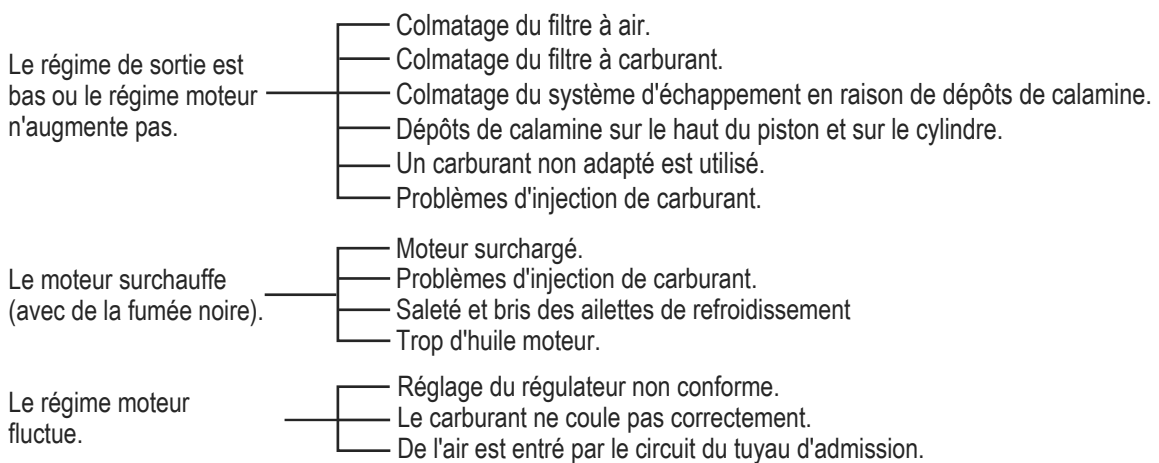 Le régime de sortie est
bas ou le régime moteur
n'augmente pas.
Colmatage du filtre à air.
Colmatage du filtre à carburant.
Colmatage du système d'échappement en raison de dépôts de calamine.
Dépôts de calamine sur le haut du piston et sur le cylindre.
Un carburant non adapté est utilisé.
Problèmes d'injection de carburant.
Le moteur surchauffe
(avec de la fumée noire).
Moteur surchargé.
Problèmes d'injection de carburant.
Saleté et bris des ailettes de refroidissement
Trop d'huile moteur.
Le régime moteur
fluctue.
Réglage du régulateur non conforme.
Le carburant ne coule pas correctement.
De l'air est entré par le circuit du tuyau d'admission.